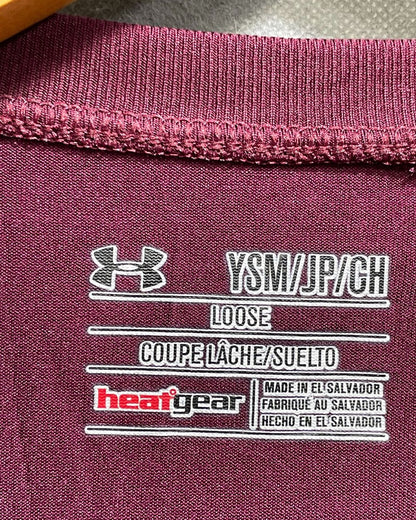 YSM/JP/CH
LOOSE
COUPE LÂCHE/SUELTO
heatgear
MADE IN EL SALVADOR
FABRIQUÉ AU SALVADOR
HECHO EN EL SALVADOR